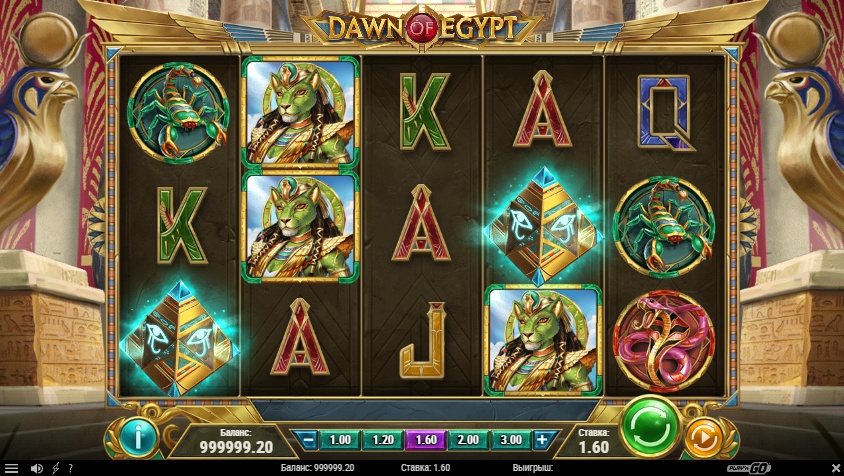 DAWN OF EGYPT
K A Q
K A
A J
Баланс:
999999.20
− 1.00 1.20 1.60 2.00 3.00 +
Ставка:
1.60
i
? Баланс: 999999.20 Ставка: 1.60 Выигрыш: PLAY'N GO